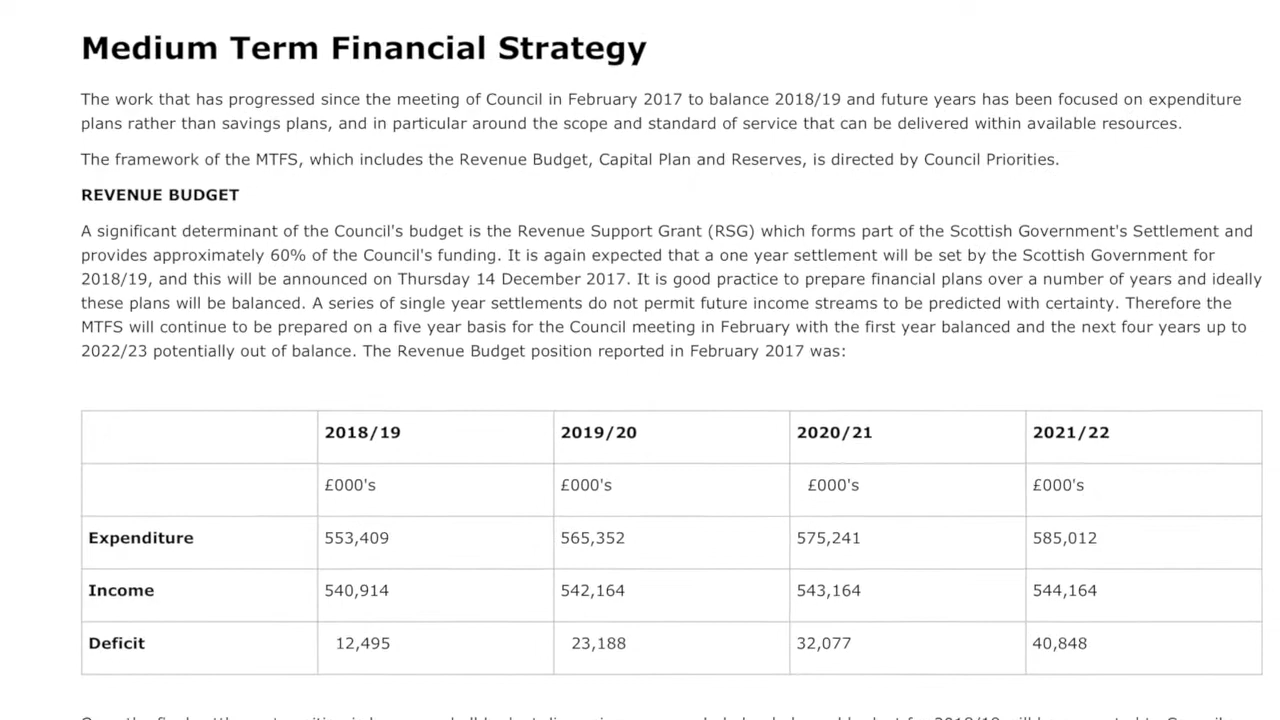 Medium Term Financial Strategy
The work that has progressed since the meeting of Council in February 2017 to balance 2018/19 and future years has been focused on expenditure
plans rather than savings plans, and in particular around the scope and standard of service that can be delivered within available resources.
The framework of the MTFS, which includes the Revenue Budget, Capital Plan and Reserves, is directed by Council Priorities.
REVENUE BUDGET
A significant determinant of the Council's budget is the Revenue Support Grant (RSG) which forms part of the Scottish Government's Settlement and
provides approximately 60% of the Council's funding. It is again expected that a one year settlement will be set by the Scottish Government for
2018/19, and this will be announced on Thursday 14 December 2017. It is good practice to prepare financial plans over a number of years and ideally
these plans will be balanced. A series of single year settlements do not permit future income streams to be predicted with certainty. Therefore the
MTFS will continue to be prepared on a five year basis for the Council meeting in February with the first year balanced and the next four years up to
2022/23 potentially out of balance. The Revenue Budget position reported in February 2017 was:
2018/19 2019/20 2020/21 2021/22
£000's £000's £000's £000's
Expenditure 553,409 565,352 575,241 585,012
Income 540,914 542,164 543,164 544,164
Deficit 12,495 23,188 32,077 40,848